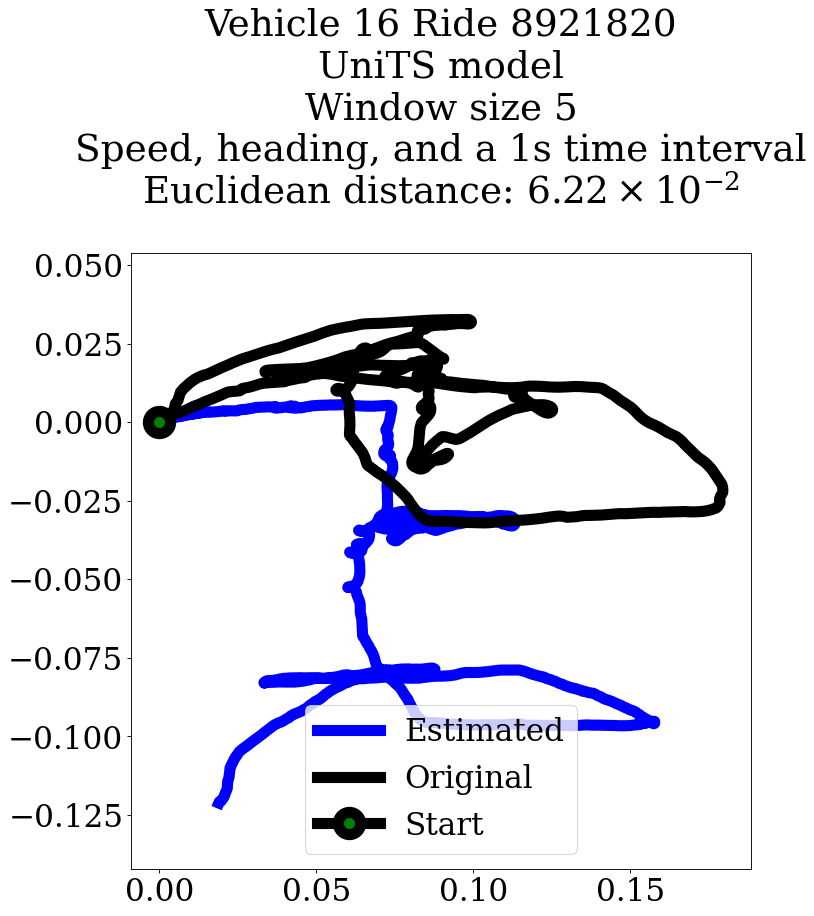 Vehicle 16 Ride 8921820
UniTS model
Window size 5
Speed, heading, and a 1s time interval
Euclidean distance: 6.22 × 10⁻²
0.050
0.025
0.000
−0.025
−0.050
−0.075
−0.100
−0.125
Estimated
Original
Start
0.00 0.05 0.10 0.15